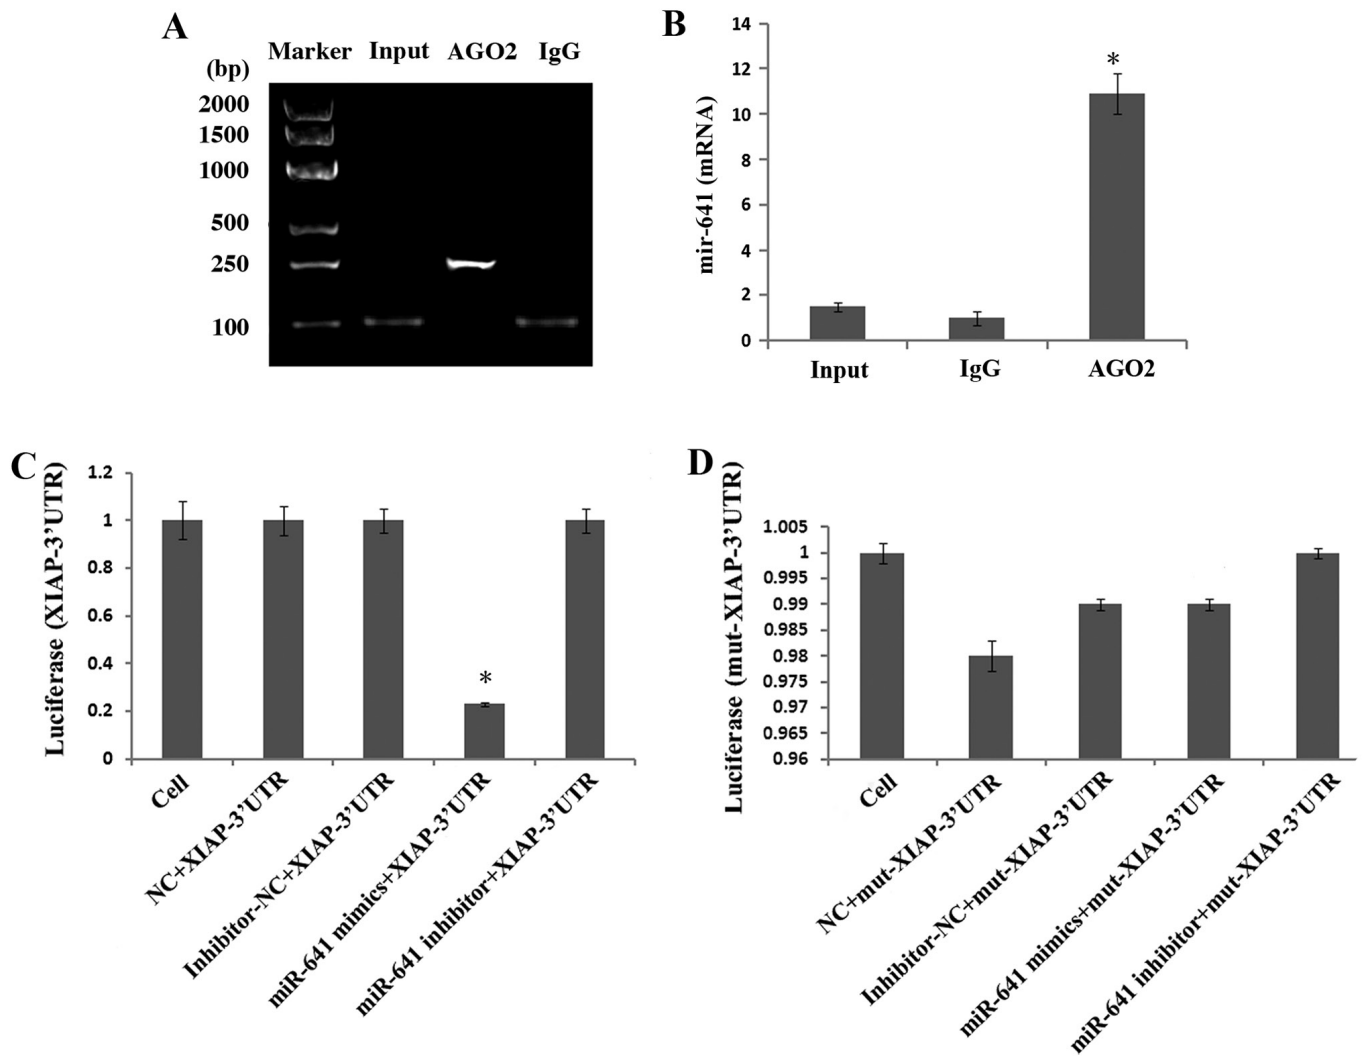 A
Marker Input AGO2 IgG
(bp)
2000
1500
1000
500
250
100
B
mir-641 (mRNA)
14
12
10
8
6
4
2
0
*
Input IgG AGO2
C
Luciferase (XIAP-3’UTR)
1.2
1
0.8
0.6
0.4
0.2
0
*
Cell
NC+XIAP-3’UTR
Inhibitor-NC+XIAP-3’UTR
miR-641 mimics+XIAP-3’UTR
miR-641 inhibitor+XIAP-3’UTR
D
Luciferase (mut-XIAP-3’UTR)
1.005
1
0.995
0.99
0.985
0.98
0.975
0.97
0.965
0.96
Cell
NC+mut-XIAP-3’UTR
Inhibitor-NC+mut-XIAP-3’UTR
miR-641 mimics+mut-XIAP-3’UTR
miR-641 inhibitor+mut-XIAP-3’UTR